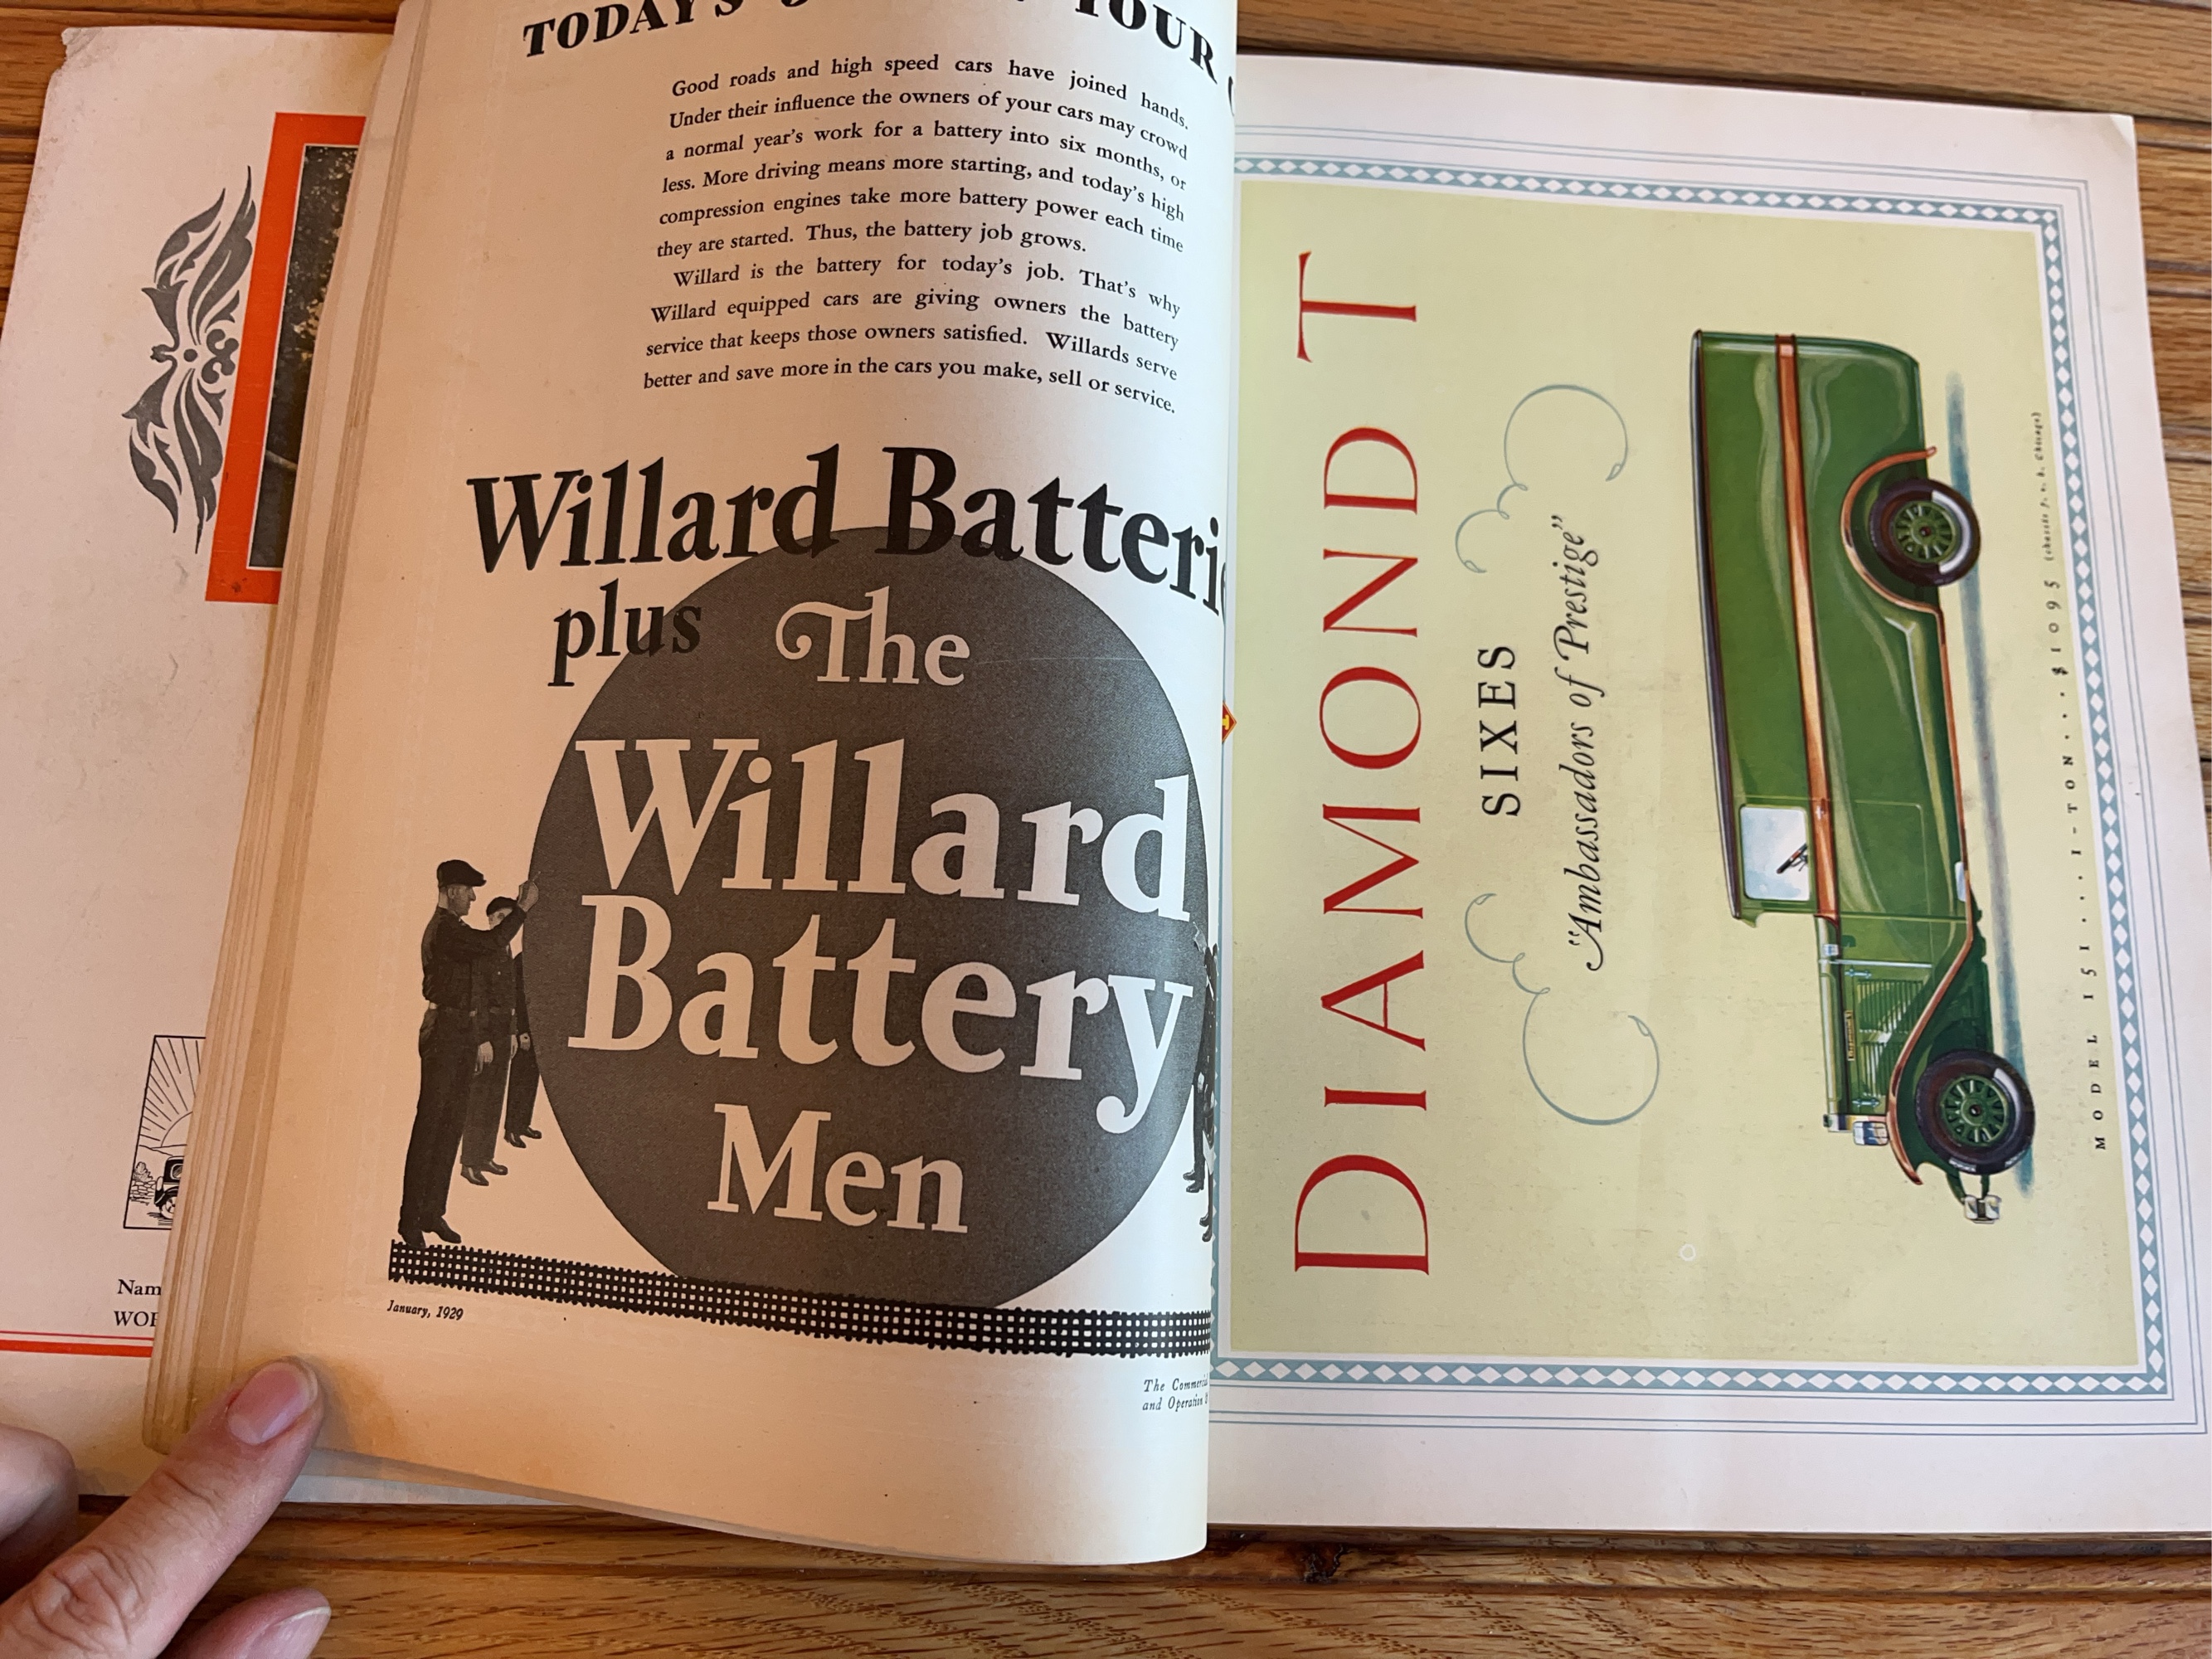 TODAY'S
YOUR
Good roads and high speed cars have joined hands.
Under their influence the owners of your cars may crowd
a normal year's work for a battery into six months, or
less. More driving means more starting, and today's high
compression engines take more battery power each time
they are started. Thus, the battery job grows.
Willard is the battery for today's job. That's why
Willard equipped cars are giving owners the battery
service that keeps those owners satisfied. Willards serve
better and save more in the cars you make, sell or service.
Willard Batterie
plus The
Willard
Battery
Men
January, 1929
The Commerci
and Operation
Nam
WOR
DIAMOND T
SIXES
"Ambassadors of Prestige"
MODEL 151 . . . 1-TON . . . $1095 (chassis f. o. b. Chicago)